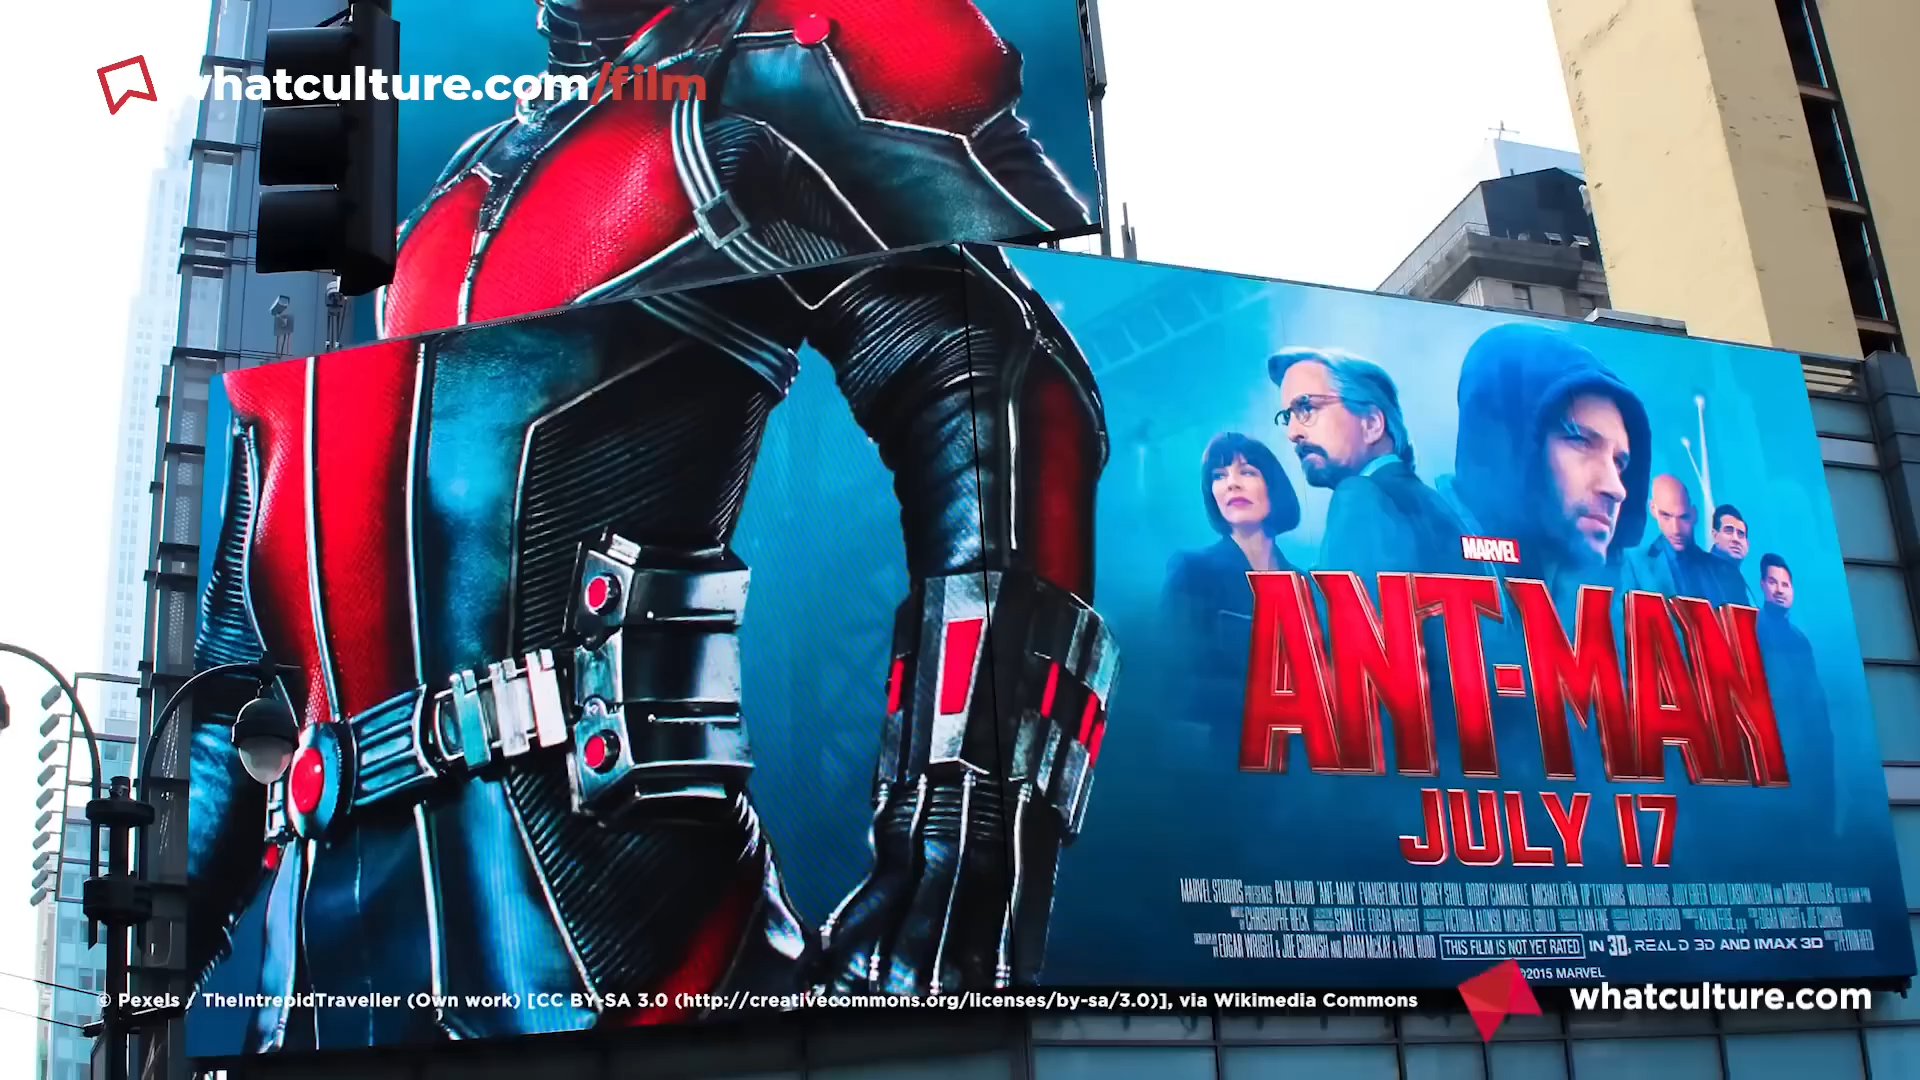 whatculture.com/film
MARVEL
ANT-MAN
JULY 17
MARVEL STUDIOS PRESENTS PAUL RUDD "ANT-MAN" EVANGELINE LILLY COREY STOLL BOBBY CANNAVALE MICHAEL PEÑA TIP "T.I." HARRIS WOOD HARRIS JUDY GREER DAVID DASTMALCHIAN AND MICHAEL DOUGLAS
CHRISTOPHE BECK STAN LEE EDGAR WRIGHT VICTORIA ALONSO MICHAEL GRILLO ALAN FINE LOUIS D'ESPOSITO KEVIN FEIGE, p.g.a. EDGAR WRIGHT & JOE CORNISH
EDGAR WRIGHT & JOE CORNISH AND ADAM McKAY & PAUL RUDD THIS FILM IS NOT YET RATED IN 3D, REAL D 3D AND IMAX 3D PEYTON REED
©2015 MARVEL
© Pexels / TheIntrepidTraveller (Own work) [CC BY-SA 3.0 (http://creativecommons.org/licenses/by-sa/3.0)], via Wikimedia Commons
whatculture.com